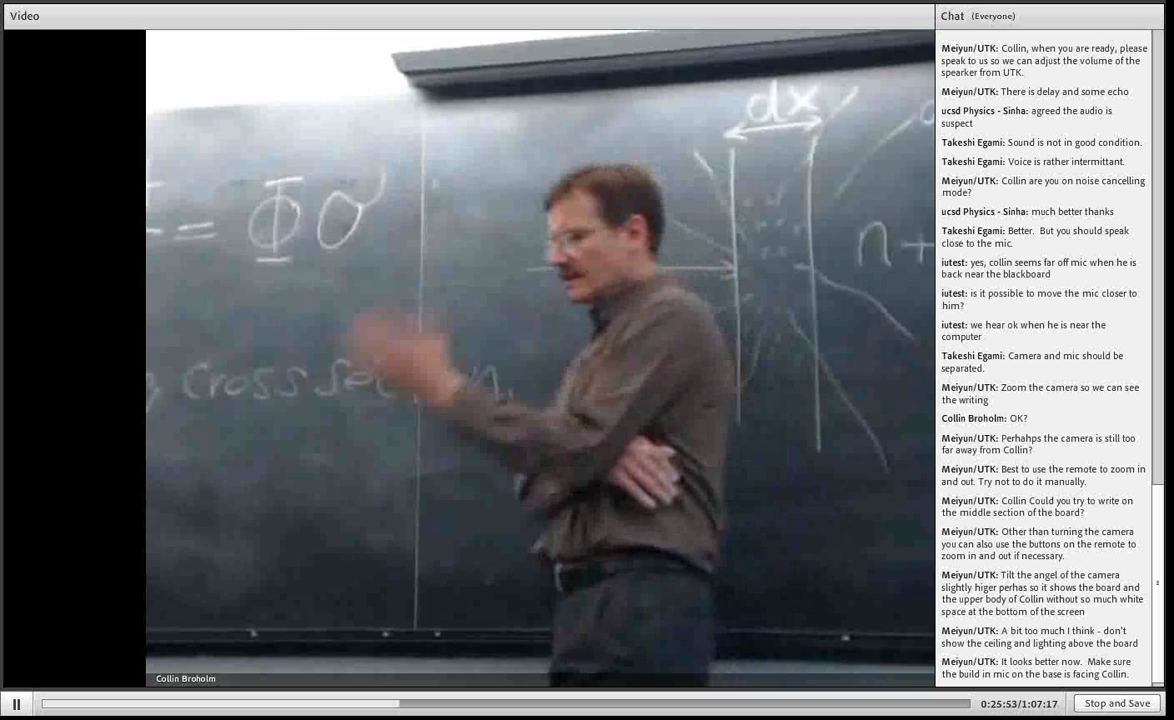 Video
dx
= Φσ
n+
cross section
Collin Broholm
Chat (Everyone)
Meiyun/UTK: Collin, when you are ready, please
speak to us so we can adjust the volume of the
spearker from UTK.
Meiyun/UTK: There is delay and some echo
ucsd Physics - Sinha: agreed the audio is
suspect
Takeshi Egami: Sound is not in good condition.
Takeshi Egami: Voice is rather intermittant.
Meiyun/UTK: Collin are you on noise cancelling
mode?
ucsd Physics - Sinha: much better thanks
Takeshi Egami: Better. But you should speak
close to the mic.
iutest: yes, collin seems far off mic when he is
back near the blackboard
iutest: is it possible to move the mic closer to
him?
iutest: we hear ok when he is near the
computer
Takeshi Egami: Camera and mic should be
separated.
Meiyun/UTK: Zoom the camera so we can see
the writing
Collin Broholm: OK?
Meiyun/UTK: Perhahps the camera is still too
far away from Collin?
Meiyun/UTK: Best to use the remote to zoom in
and out. Try not to do it manually.
Meiyun/UTK: Collin Could you try to write on
the middle section of the board?
Meiyun/UTK: Other than turning the camera
you can also use the buttons on the remote to
zoom in and out if necessary.
Meiyun/UTK: Tilt the angel of the camera
slightly higer perhas so it shows the board and
the upper body of Collin without so much white
space at the bottom of the screen
Meiyun/UTK: A bit too much I think - don't
show the ceiling and lighting above the board
Meiyun/UTK: It looks better now. Make sure
the build in mic on the base is facing Collin.
0:25:53/1:07:17
Stop and Save